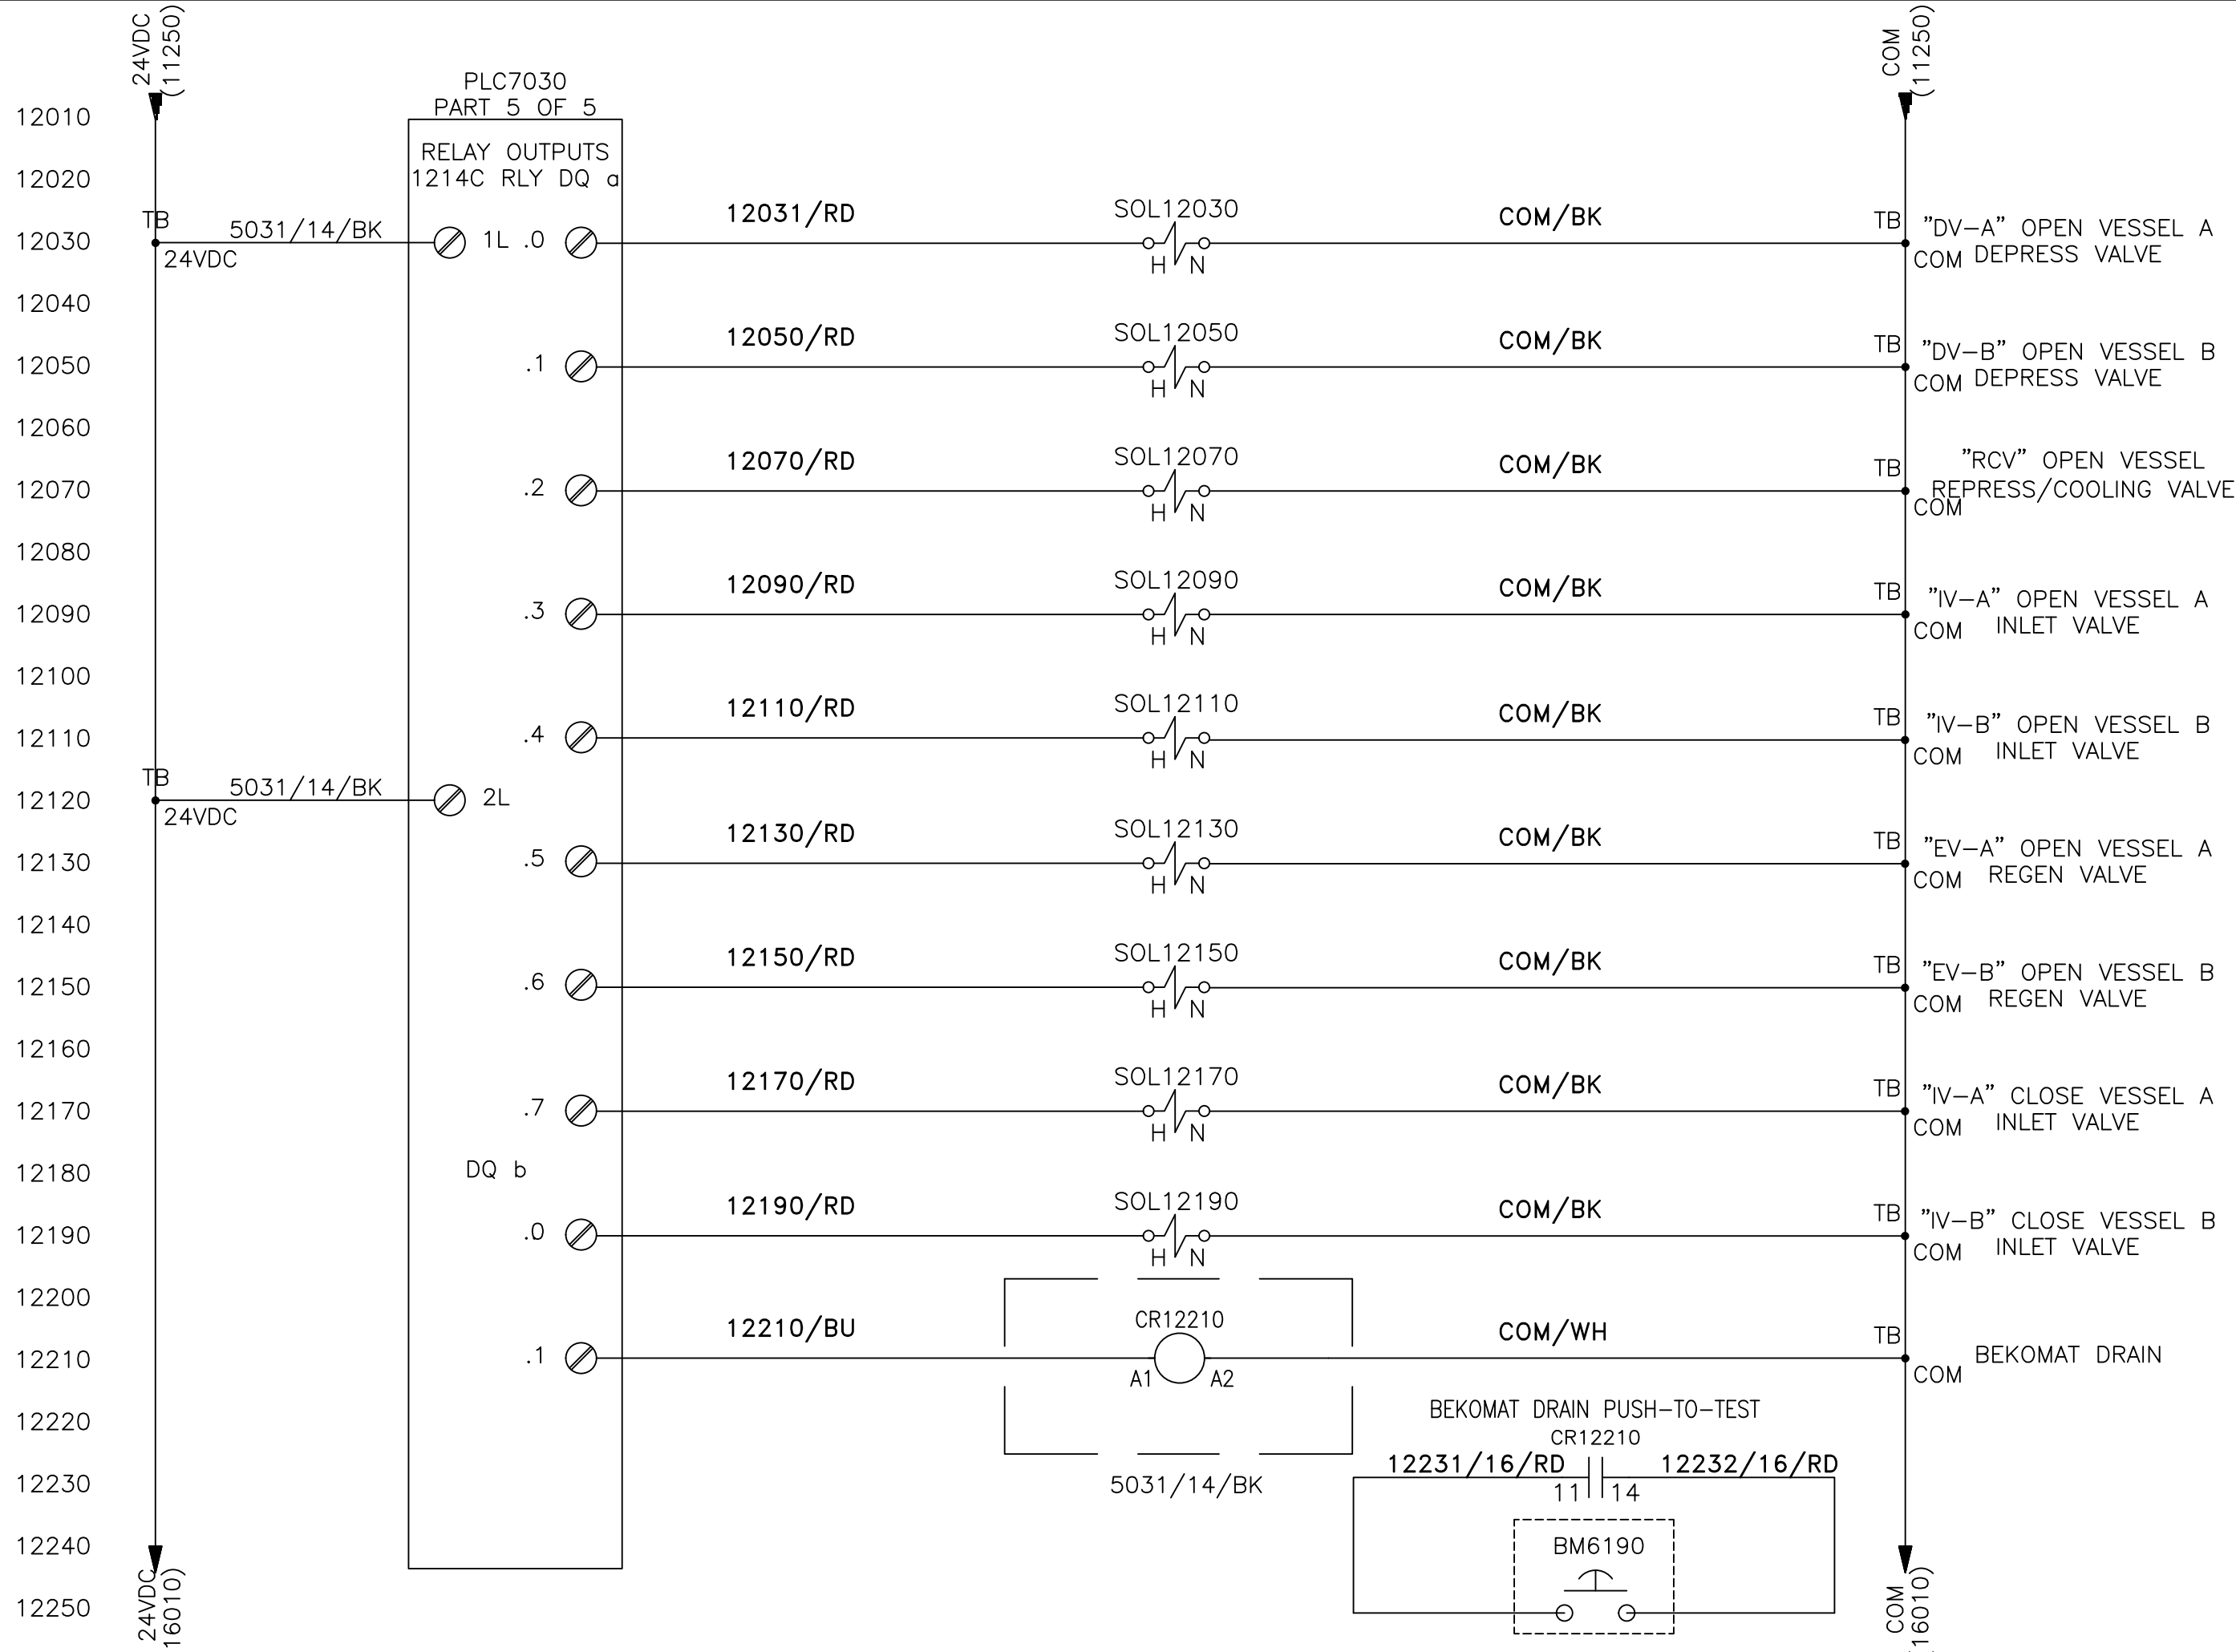 24VDC
(11250)
COM
(11250)
PLC7030
PART 5 OF 5
12010
RELAY OUTPUTS
12020
1214C RLY DQ a
TB
5031/14/BK
12031/RD
SOL12030
COM/BK
TB
"DV-A" OPEN VESSEL A
12030
1L .0
24VDC
H N
COM DEPRESS VALVE
12040
12050/RD
SOL12050
COM/BK
TB
"DV-B" OPEN VESSEL B
12050
.1
H N
COM DEPRESS VALVE
12060
12070/RD
SOL12070
COM/BK
TB
"RCV" OPEN VESSEL
12070
.2
REPRESS/COOLING VALVE
H N
COM
12080
12090/RD
SOL12090
COM/BK
TB
"IV-A" OPEN VESSEL A
12090
.3
H N
COM INLET VALVE
12100
12110/RD
SOL12110
COM/BK
TB
"IV-B" OPEN VESSEL B
12110
.4
H N
COM INLET VALVE
TB
5031/14/BK
12120
2L
24VDC
12130/RD
SOL12130
COM/BK
TB
"EV-A" OPEN VESSEL A
12130
.5
H N
COM REGEN VALVE
12140
12150/RD
SOL12150
COM/BK
TB
"EV-B" OPEN VESSEL B
12150
.6
H N
COM REGEN VALVE
12160
12170/RD
SOL12170
COM/BK
TB
"IV-A" CLOSE VESSEL A
12170
.7
H N
COM INLET VALVE
12180
DQ b
12190/RD
SOL12190
COM/BK
TB
"IV-B" CLOSE VESSEL B
12190
.0
H N
COM INLET VALVE
12200
12210/BU
CR12210
COM/WH
TB
12210
.1
A1 A2
COM
BEKOMAT DRAIN
12220
BEKOMAT DRAIN PUSH-TO-TEST
CR12210
12231/16/RD
12232/16/RD
12230
5031/14/BK
11 14
12240
BM6190
12250
24VDC
16010)
COM
(16010)